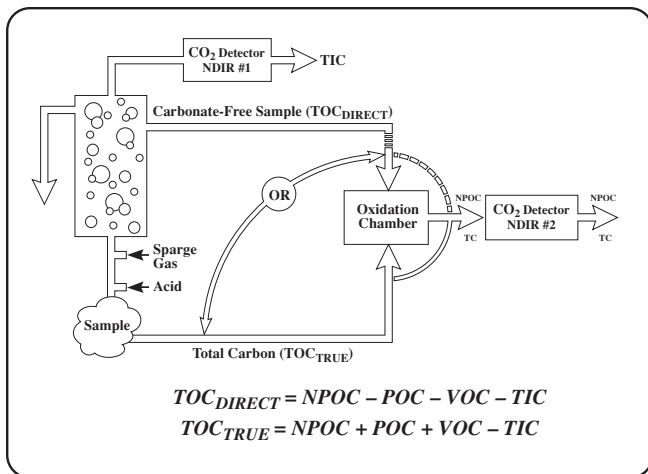 CO2 Detector
NDIR #1
TIC
Carbonate-Free Sample (TOCDIRECT)
OR
Oxidation
Chamber
NPOC
TC
CO2 Detector
NDIR #2
NPOC
TC
Sparge
Gas
Acid
Sample
Total Carbon (TOCTRUE)
TOCDIRECT = NPOC – POC – VOC – TIC
TOCTRUE = NPOC + POC + VOC – TIC